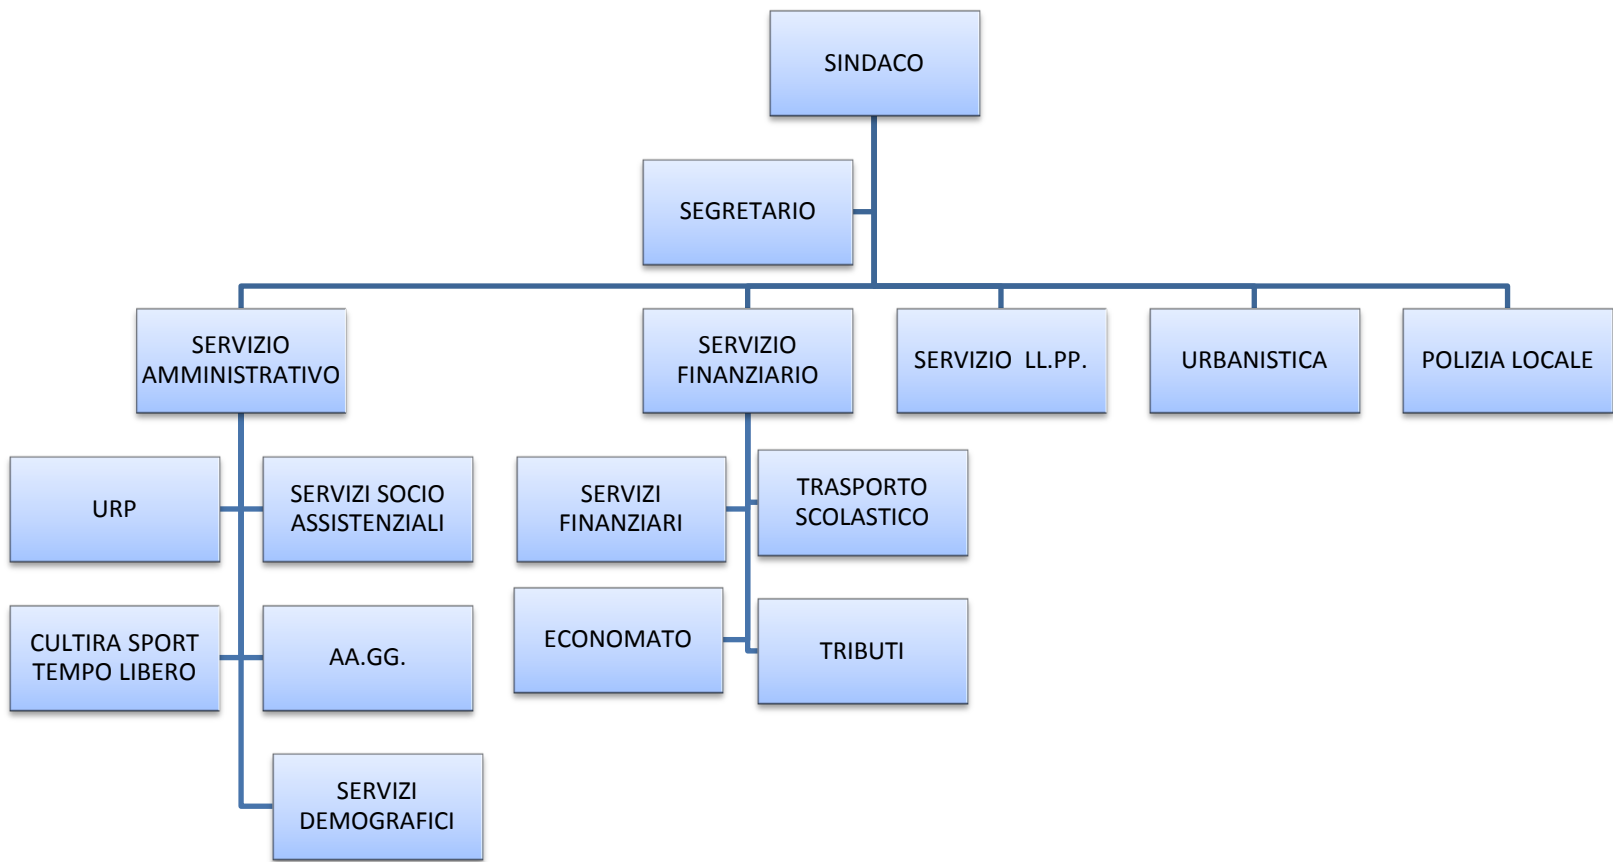 SINDACO
SEGRETARIO
SERVIZIO
AMMINISTRATIVO
SERVIZIO
FINANZIARIO
SERVIZIO  LL.PP.
URBANISTICA
POLIZIA LOCALE
URP
SERVIZI SOCIO
ASSISTENZIALI
SERVIZI
FINANZIARI
TRASPORTO
SCOLASTICO
CULTIRA SPORT
TEMPO LIBERO
AA.GG.
ECONOMATO
TRIBUTI
SERVIZI
DEMOGRAFICI